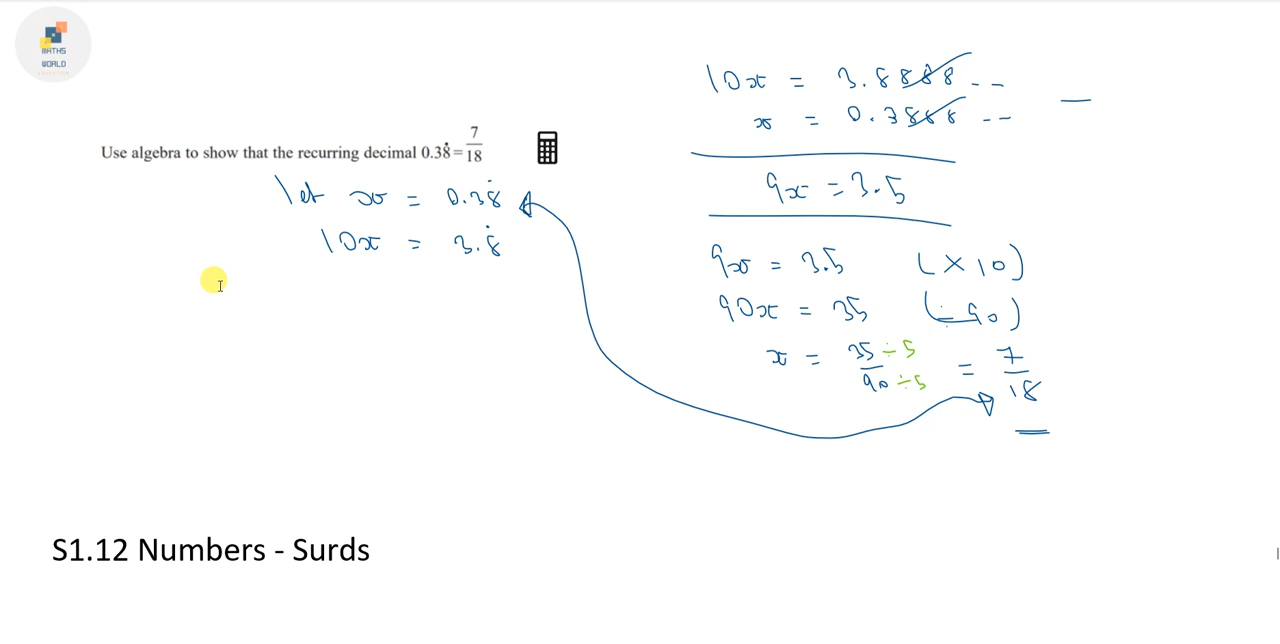 MATHS
WORLD
Use algebra to show that the recurring decimal 0.38̇ = 7/18
let x = 0.38̇
10x = 3.8̇
10x = 3.8888 - -
x = 0.3888 - -
—
9x = 3.5
9x = 3.5 (×10)
90x = 35 (÷90)
x = 35÷5/90÷5 = 7/18
S1.12 Numbers - Surds